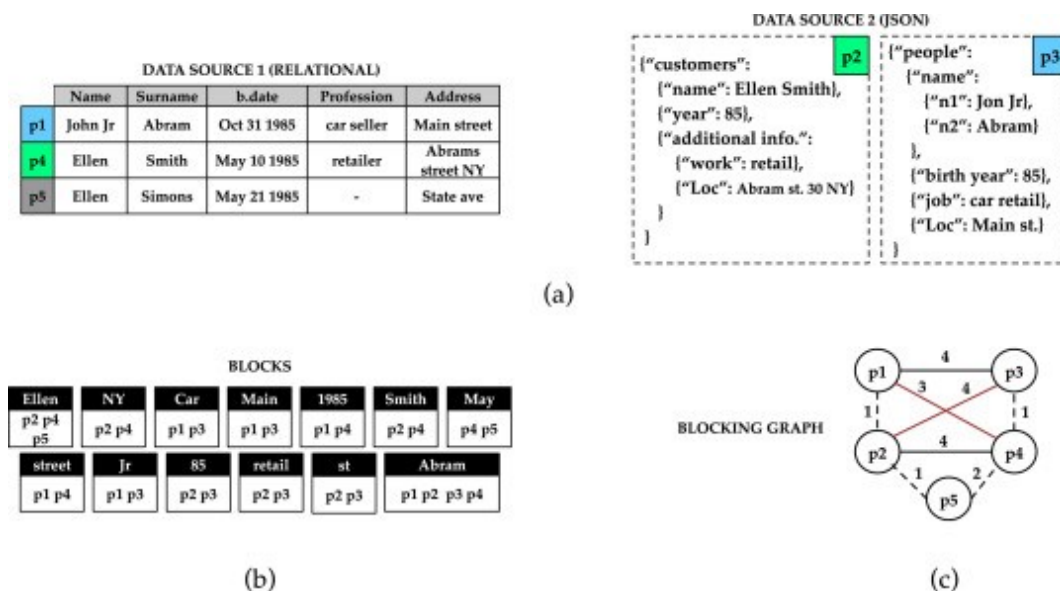 (a)
DATA SOURCE 1 (RELATIONAL)
Name Surname b.date Profession Address
p1 John Jr Abram Oct 31 1985 car seller Main street
p4 Ellen Smith May 10 1985 retailer Abrams street NY
p5 Ellen Simons May 21 1985 - State ave
DATA SOURCE 2 (JSON)
p2
{“customers”:
{“name”: Ellen Smith},
{“year”: 85},
{“additional info.”:
{“work”: retail},
{“Loc”: Abram st. 30 NY}
}
}
p3
{“people”:
{“name”:
{“n1”: Jon Jr},
{“n2”: Abram}
},
{“birth year”: 85},
{“job”: car retail},
{“Loc”: Main st.}
}
(a)
BLOCKS
Ellen NY Car Main 1985 Smith May
p2 p4 p5 p2 p4 p1 p3 p1 p3 p1 p4 p2 p4 p4 p5
street Jr 85 retail st Abram
p1 p4 p1 p3 p2 p3 p2 p3 p2 p3 p1 p2 p3 p4
(b)
BLOCKING GRAPH
p1 4 p3
3 4
1 1
p2 4 p4
1 2
p5
(c)